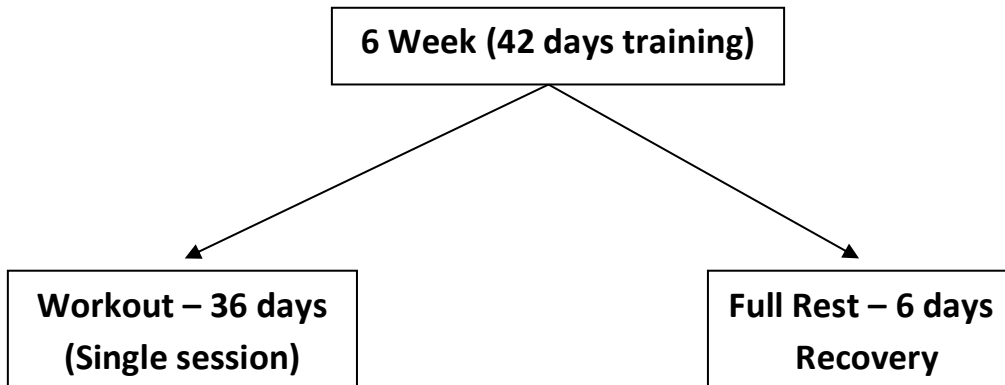 6 Week (42 days training)
Workout – 36 days
(Single session)
Full Rest – 6 days
Recovery